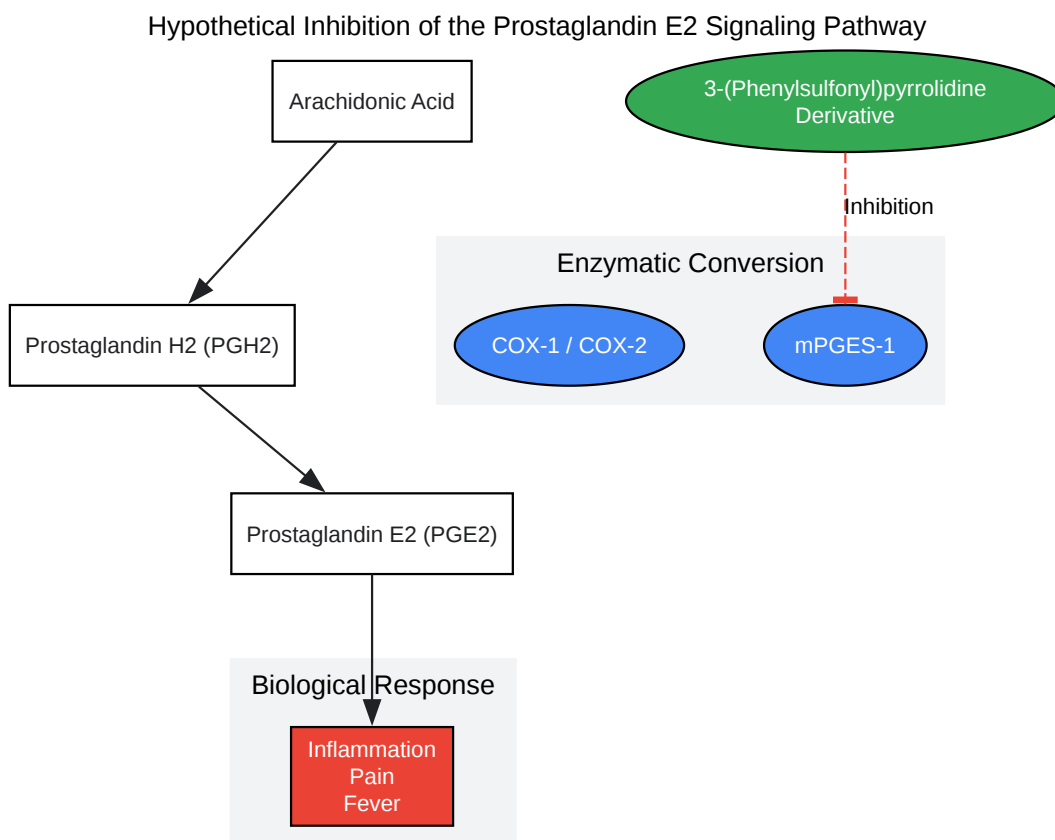 Hypothetical Inhibition of the Prostaglandin E2 Signaling Pathway
Arachidonic Acid
3-(Phenylsulfonyl)pyrrolidine
Derivative
Inhibition
Enzymatic Conversion
Prostaglandin H2 (PGH2)
COX-1 / COX-2
mPGES-1
Prostaglandin E2 (PGE2)
Biological Response
Inflammation
Pain
Fever